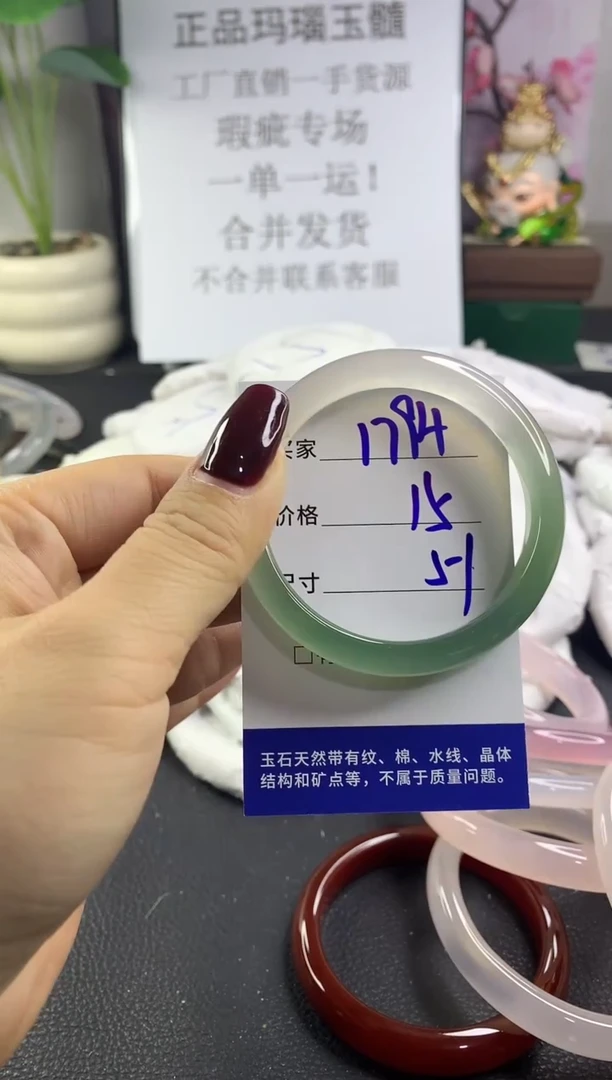 正品玛瑙玉髓
工厂直销一手货源
瑕疵专场
一单一运！
合并发货
不合并联系客服
买家 1794
价格 15
尺寸 51
玉石天然带有纹、棉、水线、晶体
结构和矿点等，不属于质量问题。